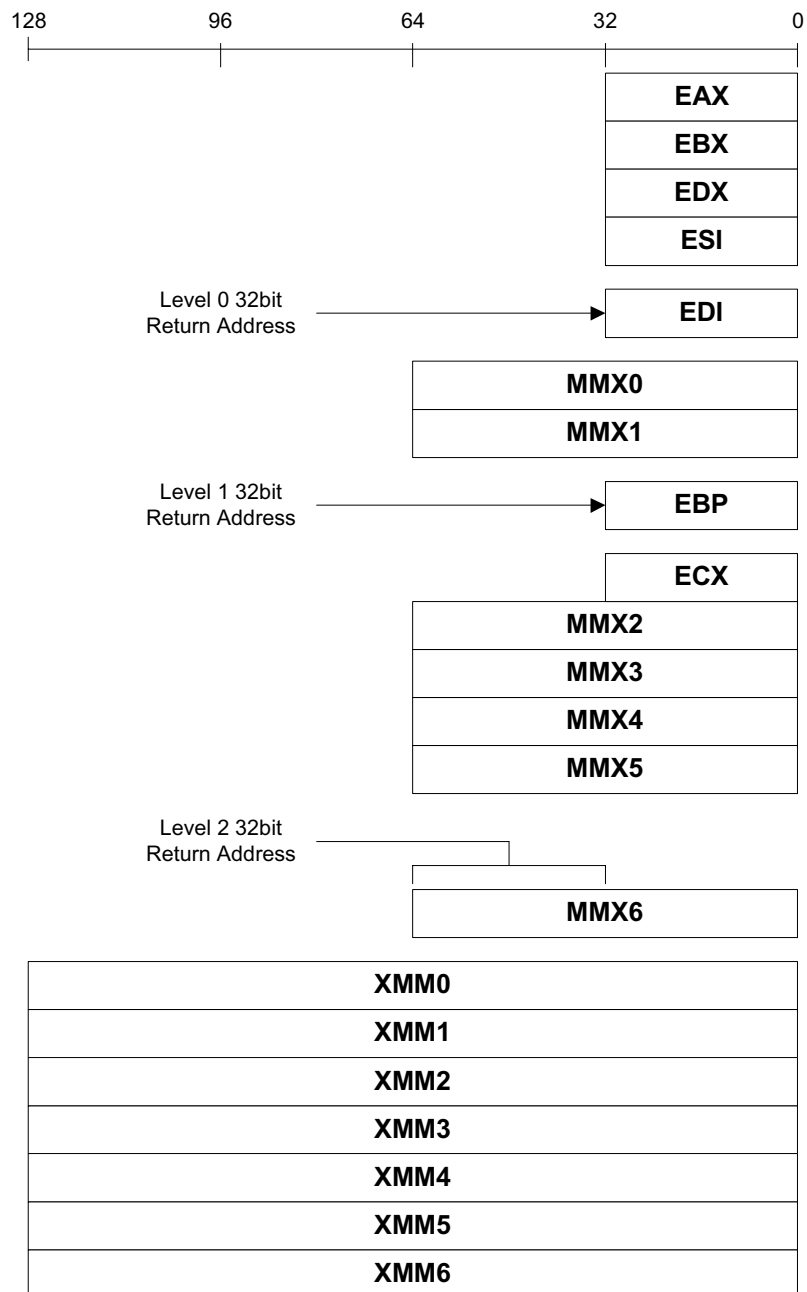 128 96 64 32 0
EAX
EBX
EDX
ESI
Level 0 32bit
Return Address
EDI
MMX0
MMX1
Level 1 32bit
Return Address
EBP
ECX
MMX2
MMX3
MMX4
MMX5
Level 2 32bit
Return Address
MMX6
XMM0
XMM1
XMM2
XMM3
XMM4
XMM5
XMM6